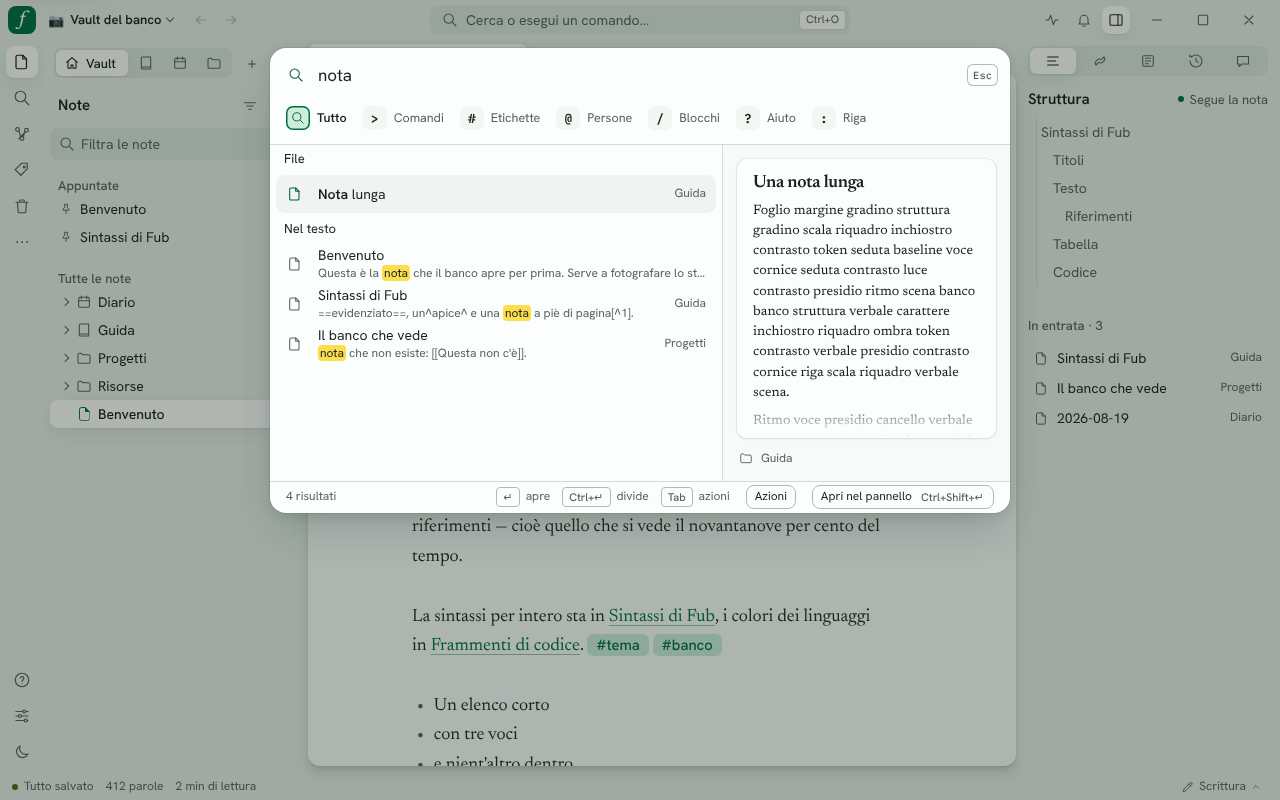 Vault del banco
Cerca o esegui un comando...
Ctrl+O
Vault
Note
Filtra le note
Appuntate
Benvenuto
Sintassi di Fub
Tutte le note
Diario
Guida
Progetti
Risorse
Benvenuto
nota
Esc
Tutto
> Comandi
# Etichette
@ Persone
/ Blocchi
? Aiuto
: Riga
File
Nota lunga
Guida
Nel testo
Benvenuto
Questa è la nota che il banco apre per prima. Serve a fotografare lo st...
Sintassi di Fub
==evidenziato==, un^apice^ e una nota a piè di pagina[^1].
Guida
Il banco che vede
nota che non esiste: [[Questa non c'è]].
Progetti
Una nota lunga
Foglio margine gradino struttura
gradino scala riquadro inchiostro
contrasto token seduta baseline voce
cornice seduta contrasto luce
contrasto presidio ritmo scena banco
banco struttura verbale carattere
inchiostro riquadro ombra token
contrasto verbale presidio contrasto
cornice riga scala riquadro verbale
scena.
Ritmo voce presidio cancello verbale
Guida
4 risultati
↵ apre
Ctrl+↵ divide
Tab azioni
Azioni
Apri nel pannello Ctrl+Shift+↵
riferimenti — cioè quello che si vede il novantanove per cento del
tempo.
La sintassi per intero sta in Sintassi di Fub, i colori dei linguaggi
in Frammenti di codice. #tema #banco
• Un elenco corto
• con tre voci
• e nient'altro dentro
Struttura
Segue la nota
Sintassi di Fub
Titoli
Testo
Riferimenti
Tabella
Codice
In entrata · 3
Sintassi di Fub Guida
Il banco che vede Progetti
2026-08-19 Diario
Tutto salvato 412 parole 2 min di lettura
Scrittura